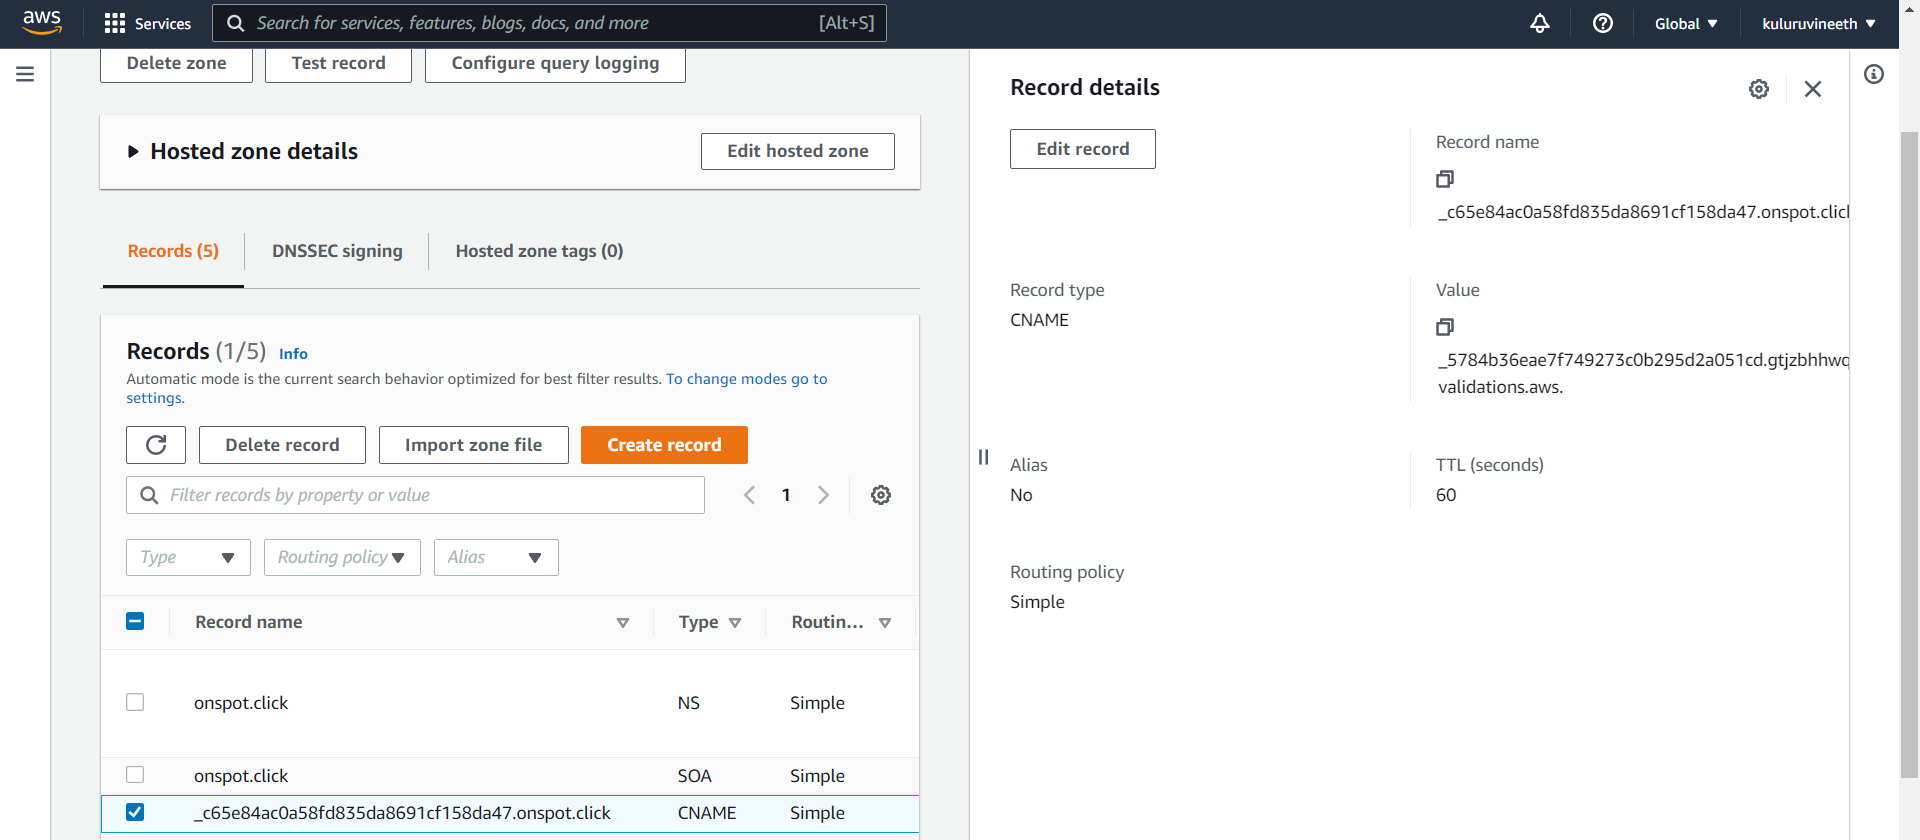 aws
Services
Search for services, features, blogs, docs, and more [Alt+S]
Global
kuluruvineeth
Delete zone
Test record
Configure query logging
Hosted zone details
Edit hosted zone
Records (5)
DNSSEC signing
Hosted zone tags (0)
Records (1/5) Info
Automatic mode is the current search behavior optimized for best filter results. To change modes go to
settings.
Delete record
Import zone file
Create record
Filter records by property or value
1
Type
Routing policy
Alias
Record name Type Routin...
onspot.click NS Simple
onspot.click SOA Simple
_c65e84ac0a58fd835da8691cf158da47.onspot.click CNAME Simple
Record details
Edit record
Record name
_c65e84ac0a58fd835da8691cf158da47.onspot.clic
Record type
CNAME
Value
_5784b36eae7f749273c0b295d2a051cd.gtjzbhhwq
validations.aws.
Alias
No
TTL (seconds)
60
Routing policy
Simple